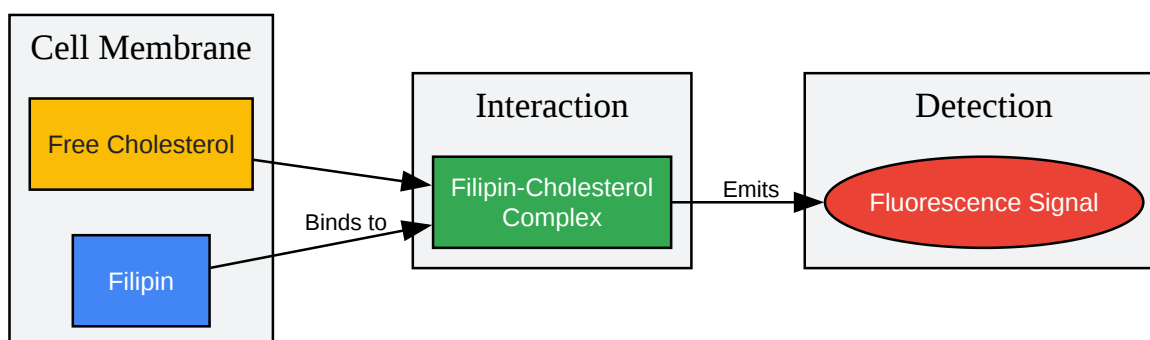 Cell Membrane
Free Cholesterol
Filipin
Binds to
Interaction
Filipin-Cholesterol
Complex
Emits
Detection
Fluorescence Signal